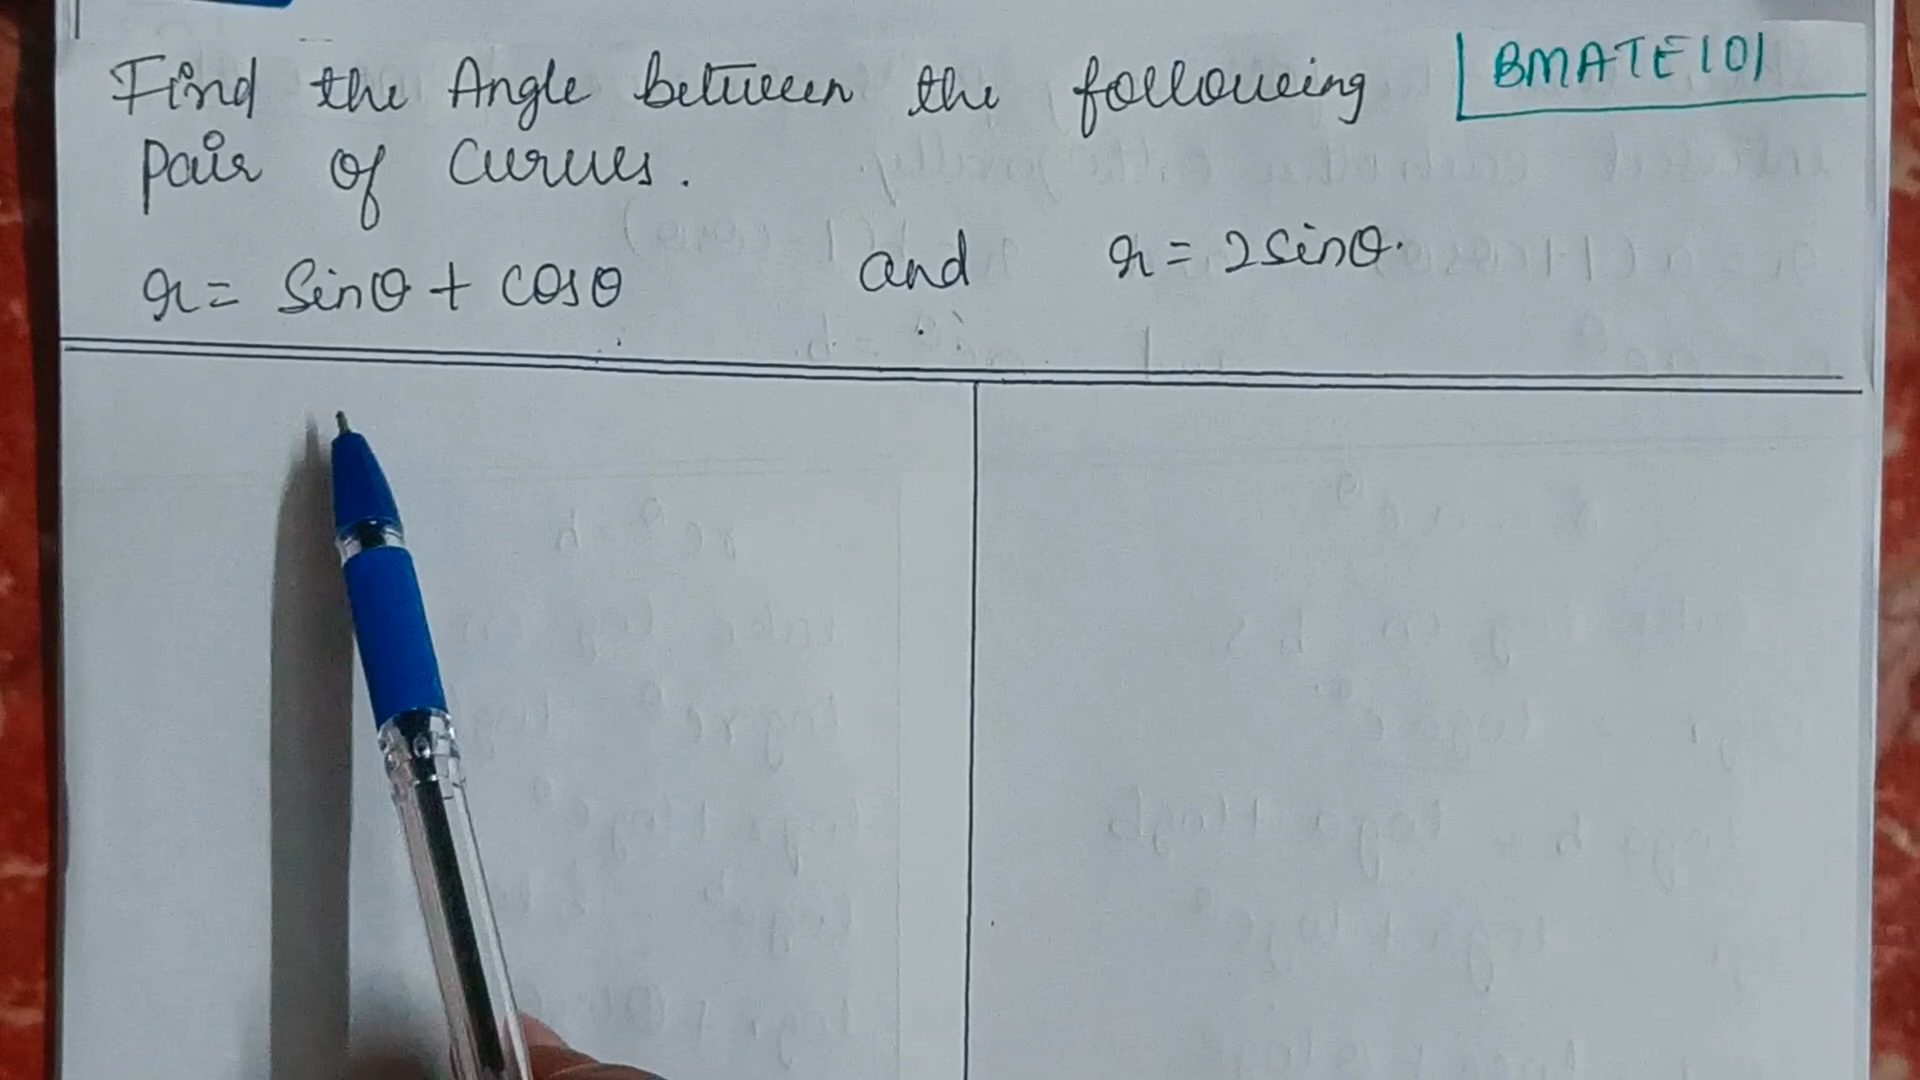 Find the Angle between the following
BMATE101
pair of curves.
r = Sinθ + cosθ and r = 2sinθ.